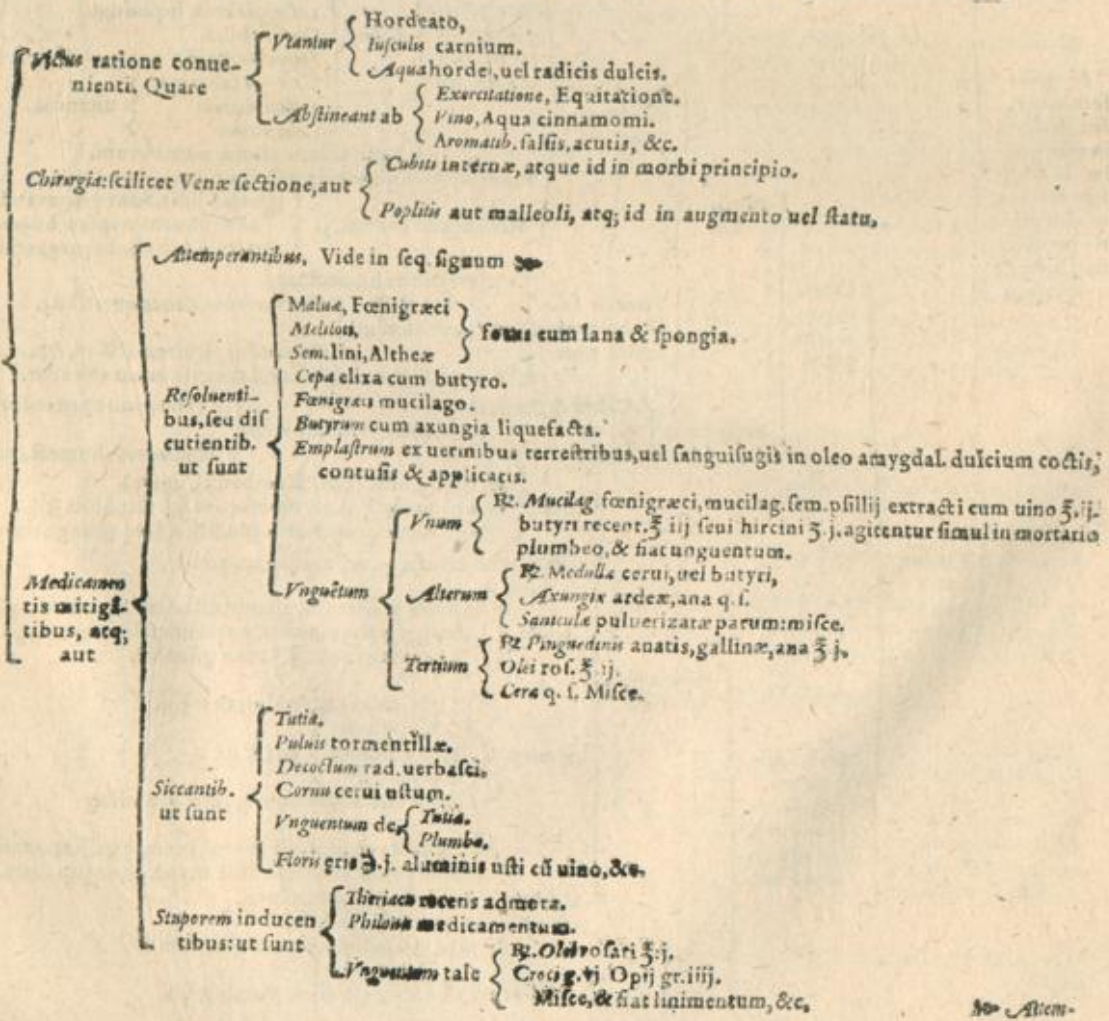 Victus ratione conue-
nienti. Quare
Vtantur
Hordeato,
Iusculis carnium.
Aqua hordei, uel radicis dulcis.
Abstineant ab
Exercitatione, Equitatione.
Vino, Aqua cinnamomi.
Aromatib. salsis, acutis, &c.
Chirurgia: scilicet Venæ sectione, aut
Cubiti internæ, atque id in morbi principio.
Poplitis aut malleoli, atq; id in augmento uel statu,
Medicamen
tis mitigã-
tibus, atq;
aut
Attemperantibus. Vide in seq. signum
Resoluenti-
bus, seu dis
cutientib.
ut sunt
Maluæ, Fœnigræci
Meliloti,
Sem. lini, Altheæ
fotus cum lana & spongia.
Cepa elixa cum butyro.
Fœnigræci mucilago.
Butyrum cum axungia liquefacta.
Emplastrum ex uermibus terrestribus, uel sanguisugis in oleo amygdal. dulcium coctis,
contusis & applicatis.
Vnguẽtum
Vnum
℞. Mucilag fœnigræci, mucilag. sem. psillij extracti cum uino ℥. ij.
butyri recent. ℥ iij seui hircini ʒ. j. agitentur simul in mortario
plumbeo, & fiat unguentum.
Alterum
℞. Medullæ cerui, uel butyri,
Axungiæ ardeæ, ana q. s.
Saniculæ puluerizatæ parum: misce.
Tertium
℞ Pinguedinis anatis, gallinæ, ana ℥ j.
Olei ros. ℥ ij.
Ceræ q. s. Misce.
Siccantib.
ut sunt
Tutia.
Puluis tormentillæ.
Decoctum rad. uerbasci.
Cornu cerui ustum.
Vnguentum de
Tutia.
Plumbo.
Floris æris ℈. j. aluminis usti cũ uino, &c.
Stuporem inducen
tibus: ut sunt
Theriaca recens admota.
Philonis medicamentum.
Vnguentum tale
℞. Olei rosati ℥. j.
Croci g. vj Opij gr. iiij.
Misce, & fiat linimentum, &c.
Attem-